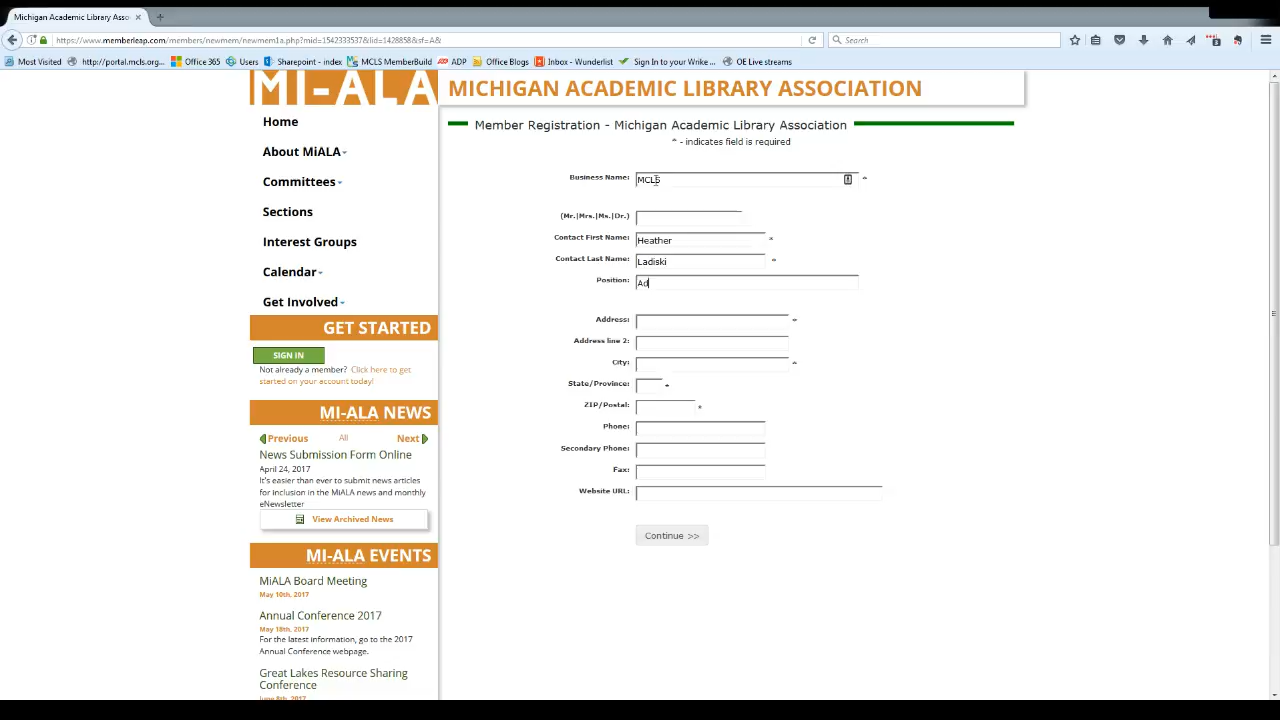 Michigan Academic Library Asso
https://www.memberleap.com/members/newmem/newmem1a.php?mid=1542333537&lid=1428858&sf=A&
Search
Most Visited
http://portal.mcls.org...
Office 365
Users
Sharepoint - index
MCLS MemberBuild
ADP
Office Blogs
Inbox - Wunderlist
Sign In to your Wrike ...
OE Live streams
MI-ALA
MICHIGAN ACADEMIC LIBRARY ASSOCIATION
Home
About MiALA
Committees
Sections
Interest Groups
Calendar
Get Involved
GET STARTED
SIGN IN
Not already a member? Click here to get
started on your account today!
MI-ALA NEWS
Previous
All
Next
News Submission Form Online
April 24, 2017
It's easier than ever to submit news articles
for inclusion in the MiALA news and monthly
eNewsletter
View Archived News
MI-ALA EVENTS
MiALA Board Meeting
May 10th, 2017
Annual Conference 2017
May 18th, 2017
For the latest information, go to the 2017
Annual Conference webpage.
Great Lakes Resource Sharing
Conference
June 8th, 2017
Member Registration - Michigan Academic Library Association
* - indicates field is required
Business Name: MCLS *
(Mr.|Mrs.|Ms.|Dr.)
Contact First Name: Heather *
Contact Last Name: Ladiski *
Position: Ad
Address: *
Address line 2:
City: *
State/Province: *
ZIP/Postal: *
Phone:
Secondary Phone:
Fax:
Website URL:
Continue >>